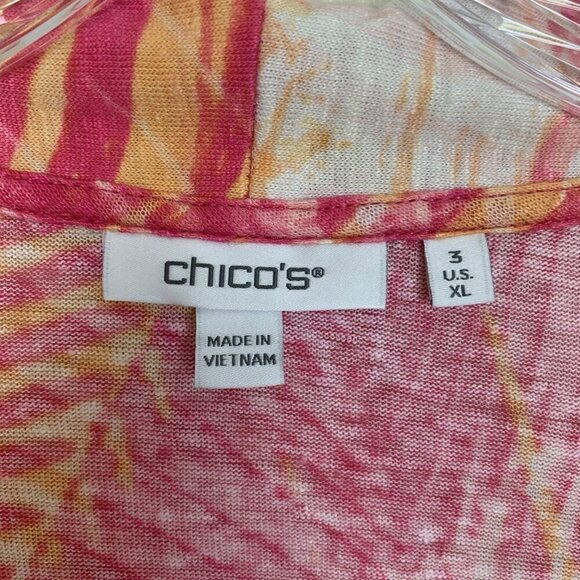 chico's®
MADE IN
VIETNAM
3
U.S.
XL